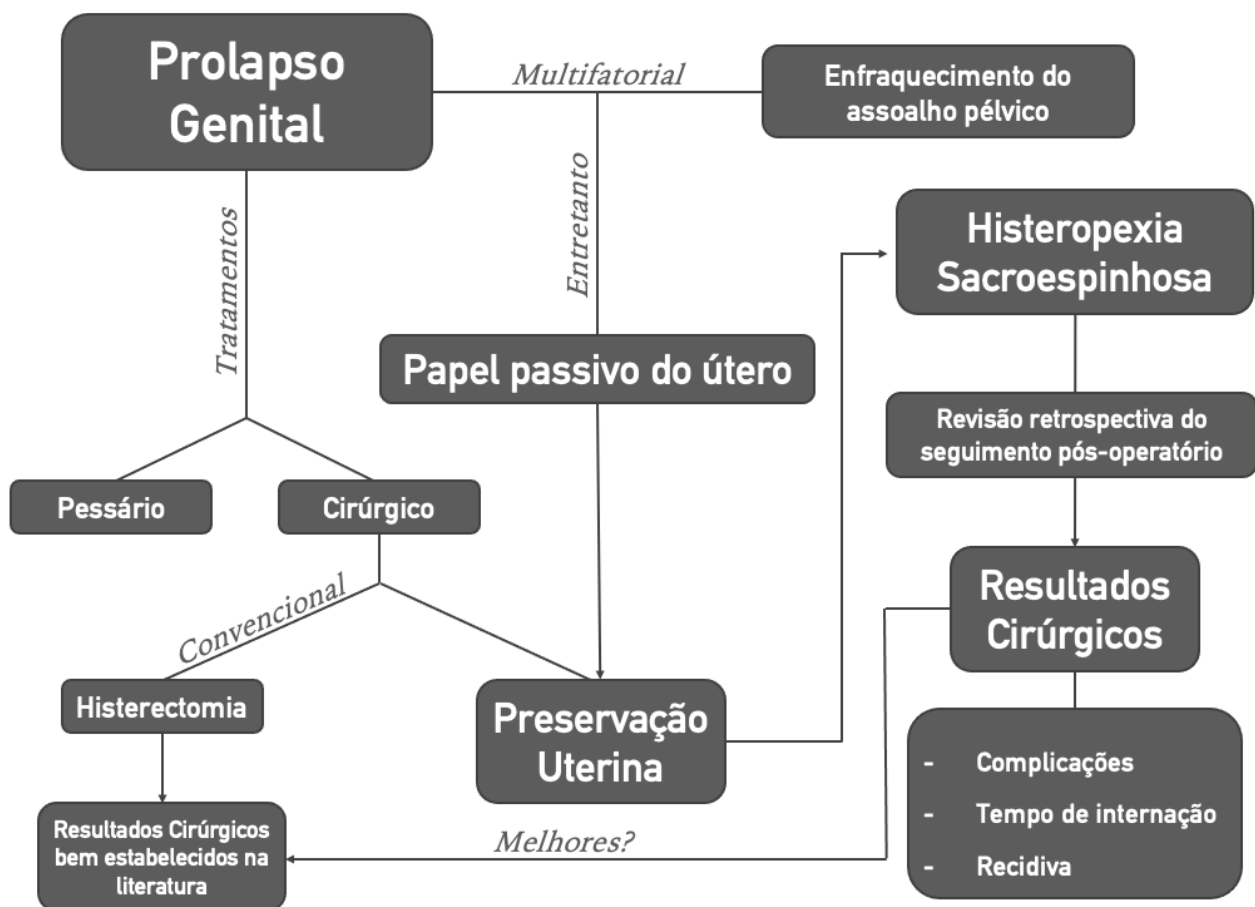 Prolapso
Genital
Multifatorial
Enfraquecimento do
assoalho pélvico
Tratamentos
Entretanto
Histeropexia
Sacroespinhosa
Papel passivo do útero
Revisão retrospectiva do
seguimento pós-operatório
Pessário
Cirúrgico
Convencional
Resultados
Cirúrgicos
Histerectomia
Preservação
Uterina
- Complicações
- Tempo de internação
- Recidiva
Resultados Cirúrgicos
bem estabelecidos na
literatura
Melhores?